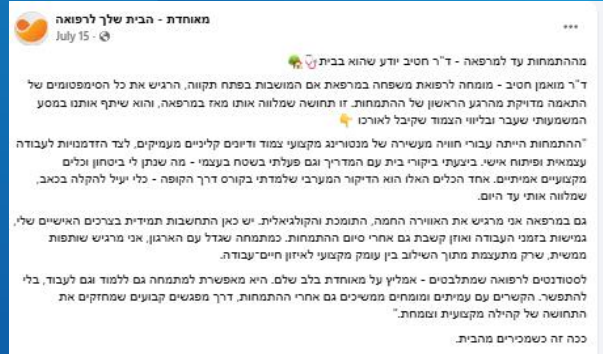 מאוחדת - הבית שלך לרפואה
July 15 ·
מההתמחות עד למרפאה - ד"ר חטיב יודע שהוא בבית🩺🏡
ד"ר מואמן חטיב - מומחה לרפואת משפחה במרפאת אם המושבות בפתח תקווה, הרגיש את כל הסימפטומים של
התאמה מדויקת מהרגע הראשון של ההתמחות. זו תחושה שמלווה אותו מאז במרפאה, והוא שיתף אותנו במסע
המשמעותי שעבר ובליווי הצמוד שקיבל לאורכו 👇
"ההתמחות הייתה עבורי חוויה מעשירה של מנטורינג מקצועי צמוד ודיונים קליניים מעמיקים, לצד הזדמנויות לעבודה
עצמאית ופיתוח אישי. ביצעתי ביקורי בית עם המדריך וגם פעלתי בשטח בעצמי - מה שנתן לי ביטחון וכלים
מקצועיים אמיתיים. אחד הכלים האלו הוא הדיקור המערבי שלמדתי בקורס דרך הקופה - כלי יעיל להקלה בכאב,
שמלווה אותי עד היום.
גם במרפאה אני מרגיש את האווירה החמה, התומכת והקולגיאלית. יש כאן התחשבות תמידית בצרכים האישיים שלי,
גמישות בזמני העבודה ואוזן קשבת גם אחרי סיום ההתמחות. כמתמחה שגדל עם הארגון, אני מרגיש שותפות
ממשית, שרק מתעצמת מתוך השילוב בין עומק מקצועי לאיזון חיים־עבודה.
לסטודנטים לרפואה שמתלבטים - אמליץ על מאוחדת בלב שלם. היא מאפשרת למתמחה גם ללמוד וגם לעבוד, בלי
להתפשר. הקשרים עם עמיתים ומומחים ממשיכים גם אחרי ההתמחות, דרך מפגשים קבועים שמחזקים את
התחושה של קהילה מקצועית וצומחת."
ככה זה כשמכירים מהבית.